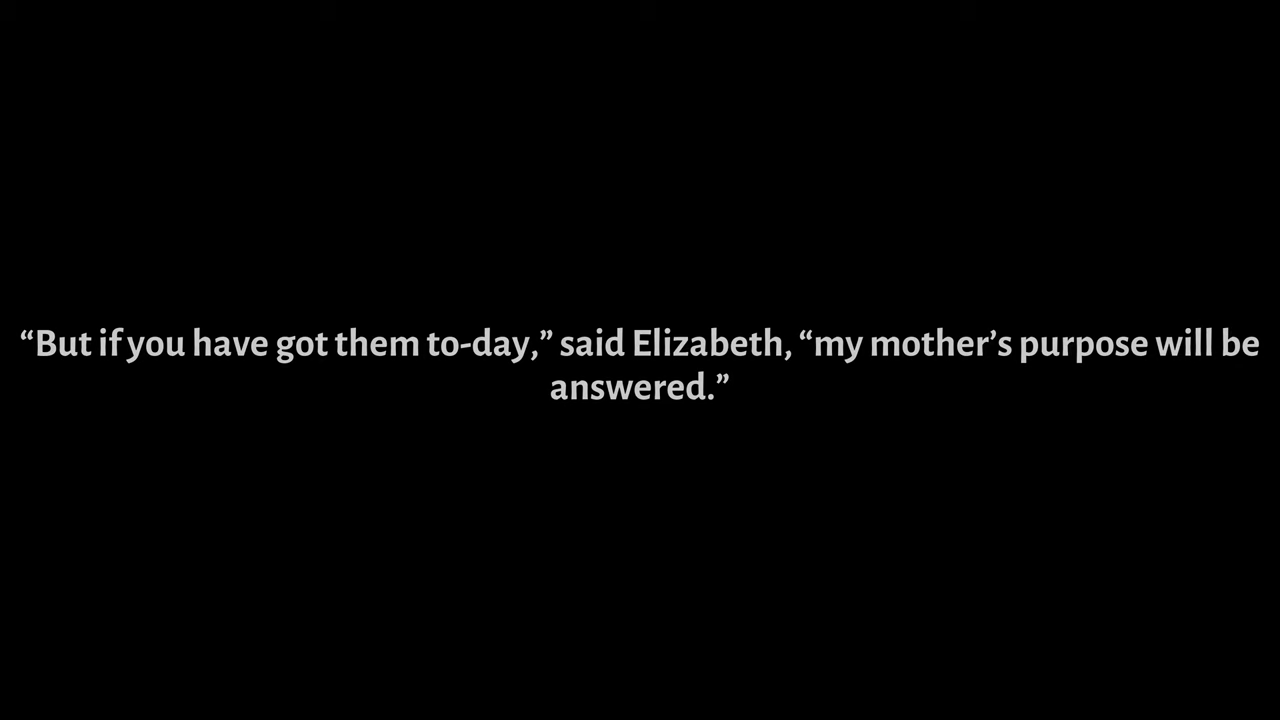 “But if you have got them to-day,” said Elizabeth, “my mother’s purpose will be
answered.”